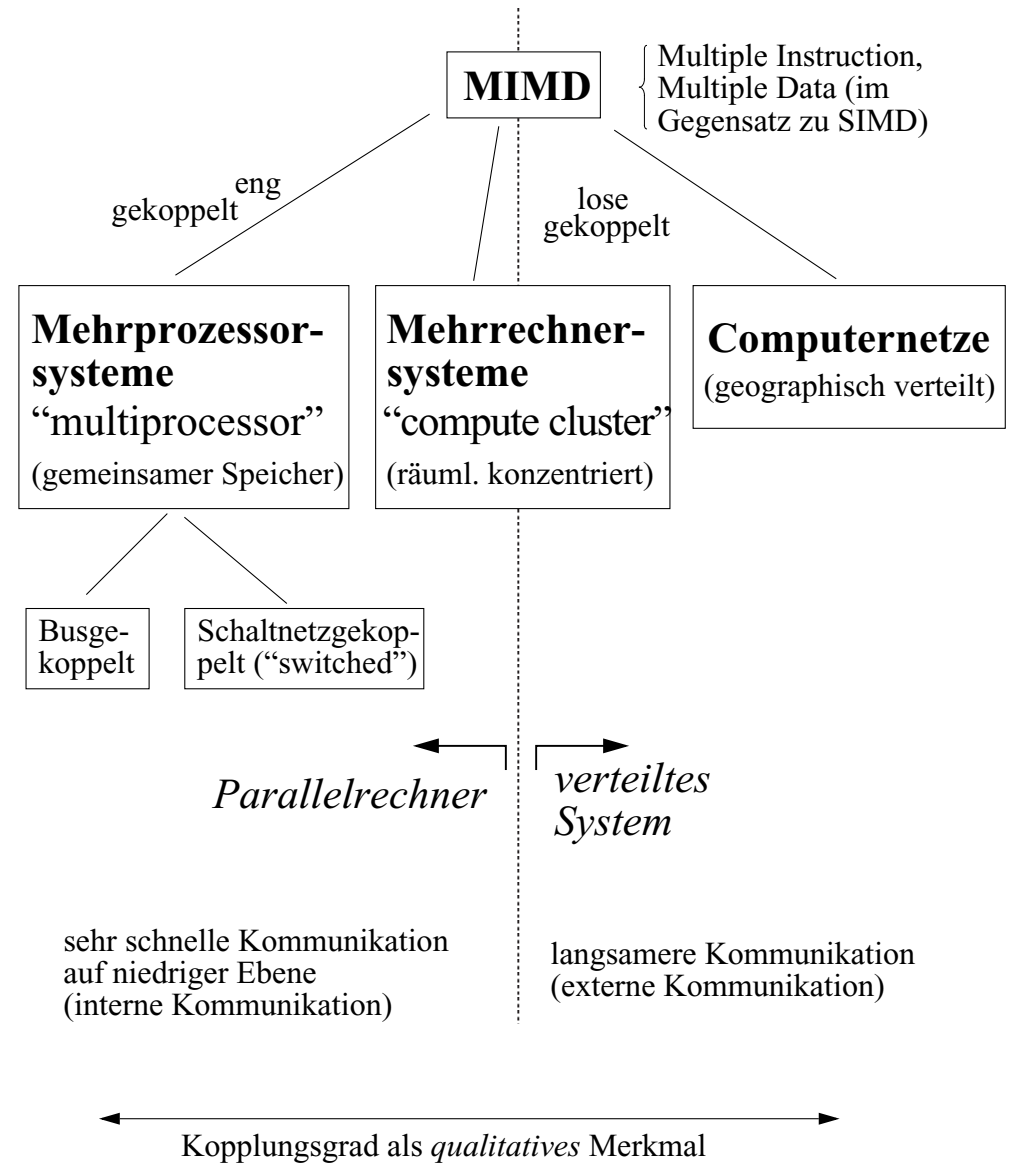 MIMD
Multiple Instruction,
Multiple Data (im
Gegensatz zu SIMD)
eng
gekoppelt
lose
gekoppelt
Mehrprozessor-
systeme
“multiprocessor”
(gemeinsamer Speicher)
Mehrrechner-
systeme
“compute cluster”
(räuml. konzentriert)
Computernetze
(geographisch verteilt)
Busge-
koppelt
Schaltnetzgekop-
pelt (“switched”)
Parallelrechner
verteiltes
System
sehr schnelle Kommunikation
auf niedriger Ebene
(interne Kommunikation)
langsamere Kommunikation
(externe Kommunikation)
Kopplungsgrad als qualitatives Merkmal